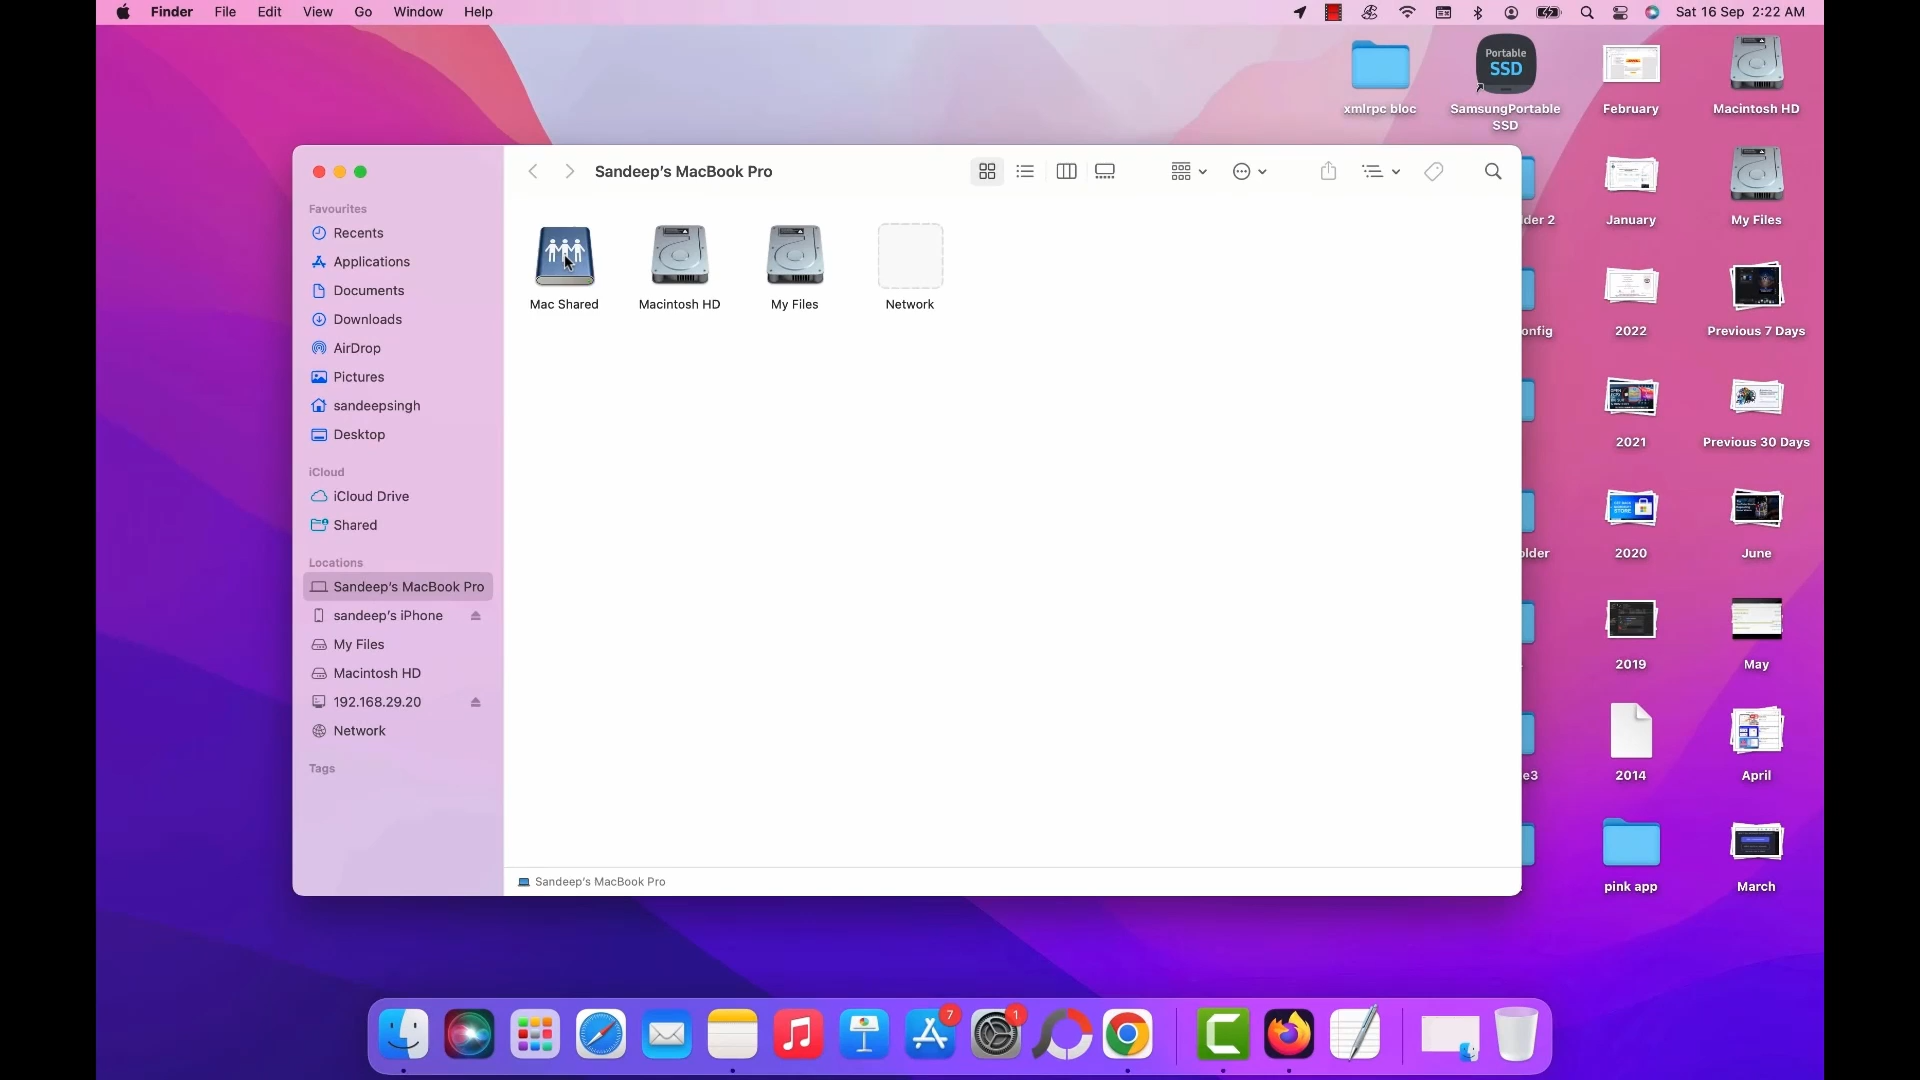 Finder File Edit View Go Window Help
Sat 16 Sep 2:22 AM
Portable
SSD
xmlrpc bloc
SamsungPortable
SSD
February
Macintosh HD
Sandeep's MacBook Pro
Favourites
Recents
Applications
Documents
Downloads
AirDrop
Pictures
sandeepsingh
Desktop
iCloud
iCloud Drive
Shared
Locations
Sandeep's MacBook Pro
sandeep's iPhone
My Files
Macintosh HD
192.168.29.20
Network
Tags
Mac Shared
Macintosh HD
My Files
Network
Sandeep's MacBook Pro
der 2
January
My Files
onfig
2022
Previous 7 Days
2021
Previous 30 Days
older
2020
June
2019
May
e3
2014
April
pink app
March
7
1